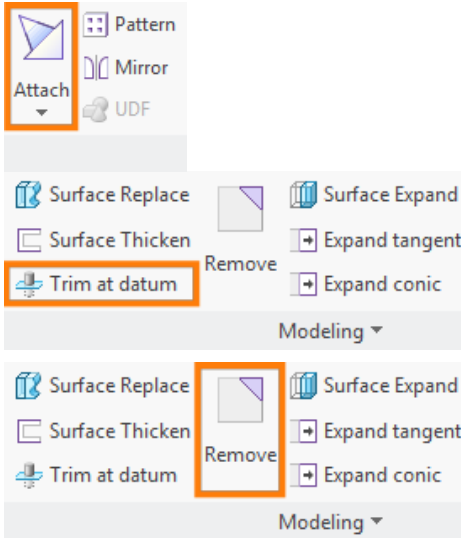 Pattern
Mirror
Attach
UDF
Surface Replace
Surface Expand
Surface Thicken
Expand tangent
Remove
Trim at datum
Expand conic
Modeling
Surface Replace
Surface Expand
Surface Thicken
Expand tangent
Remove
Trim at datum
Expand conic
Modeling